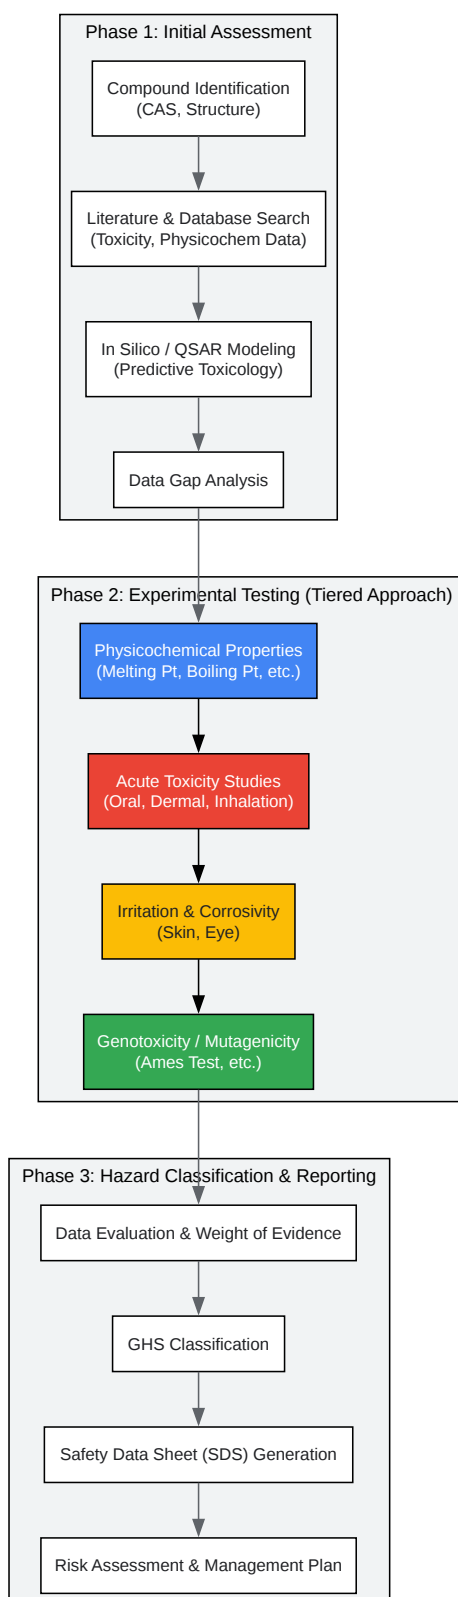 Phase 1: Initial Assessment
Compound Identification
(CAS, Structure)
Literature & Database Search
(Toxicity, Physicochem Data)
In Silico / QSAR Modeling
(Predictive Toxicology)
Data Gap Analysis
Phase 2: Experimental Testing (Tiered Approach)
Physicochemical Properties
(Melting Pt, Boiling Pt, etc.)
Acute Toxicity Studies
(Oral, Dermal, Inhalation)
Irritation & Corrosivity
(Skin, Eye)
Genotoxicity / Mutagenicity
(Ames Test, etc.)
Phase 3: Hazard Classification & Reporting
Data Evaluation & Weight of Evidence
GHS Classification
Safety Data Sheet (SDS) Generation
Risk Assessment & Management Plan